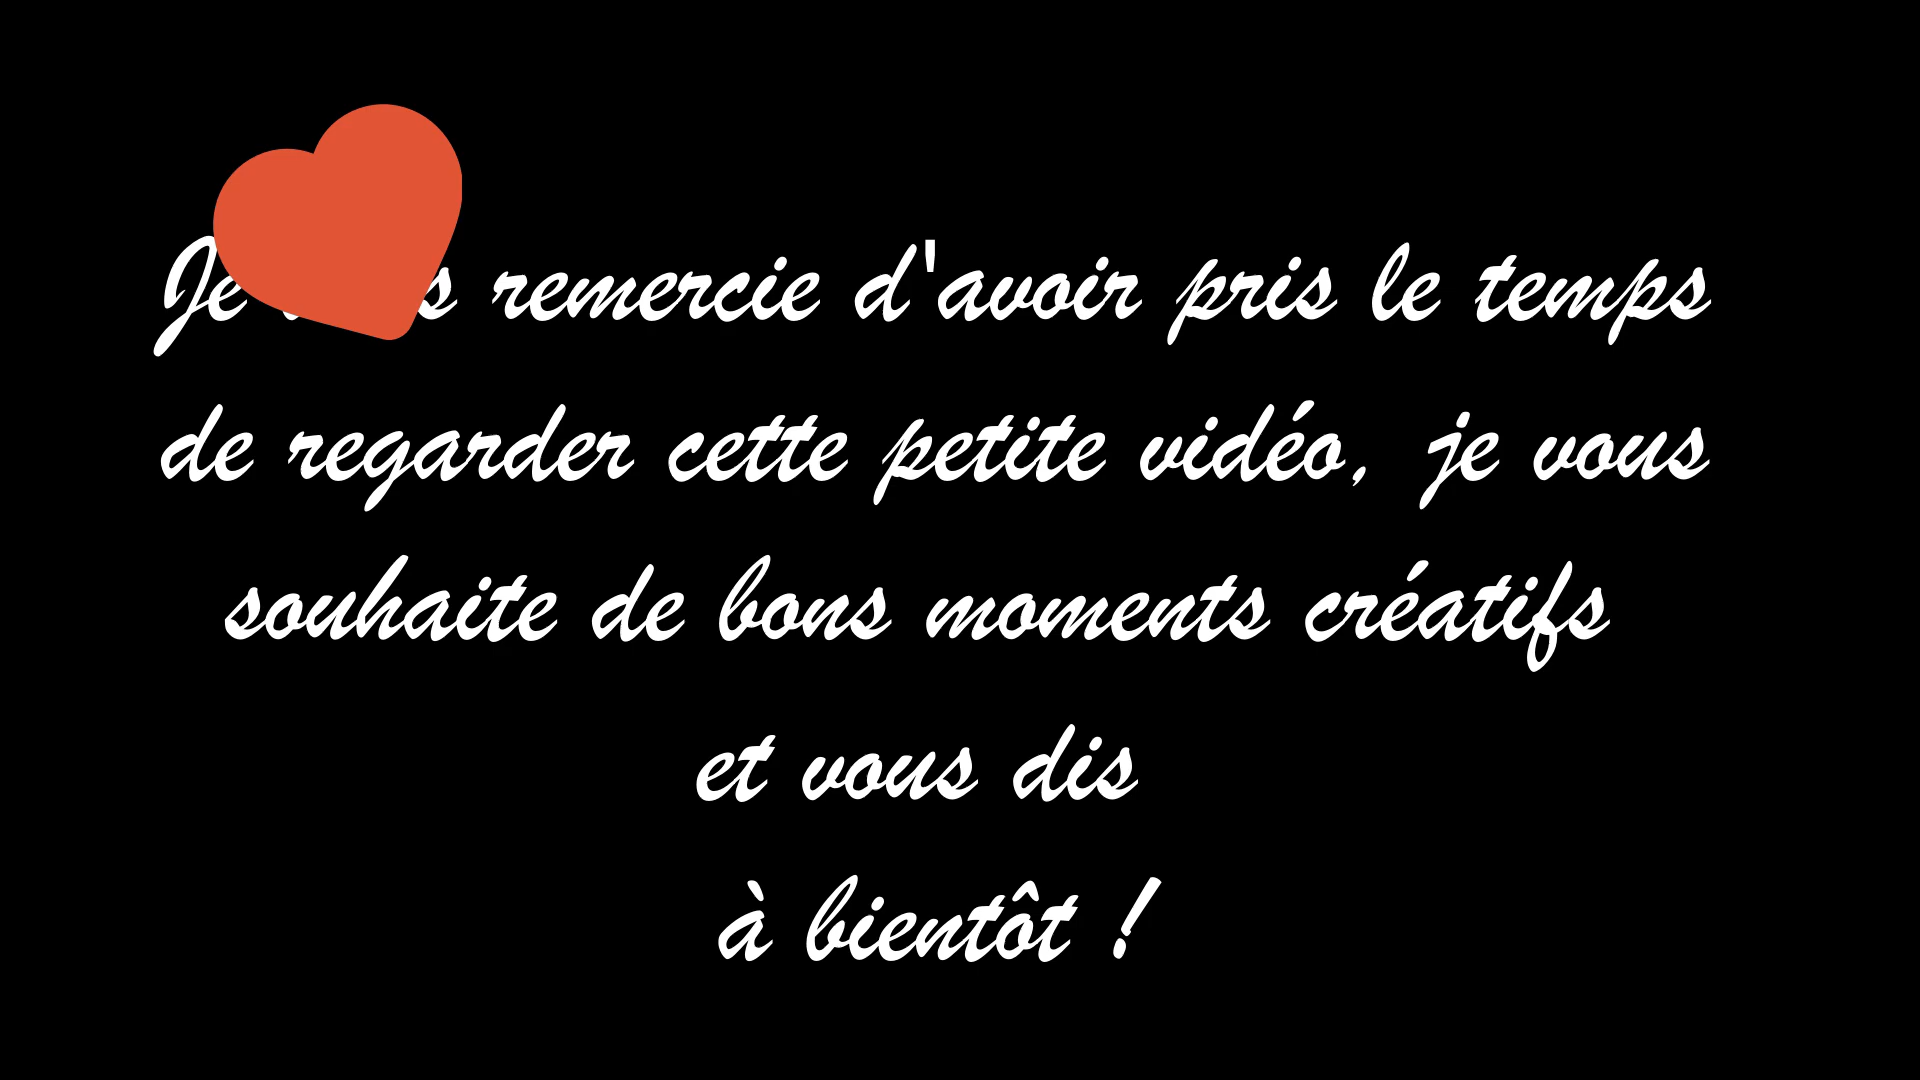 Je remercie d'avoir pris le temps
de regarder cette petite vidéo, je vous
souhaite de bons moments créatifs
et vous dis
à bientôt !